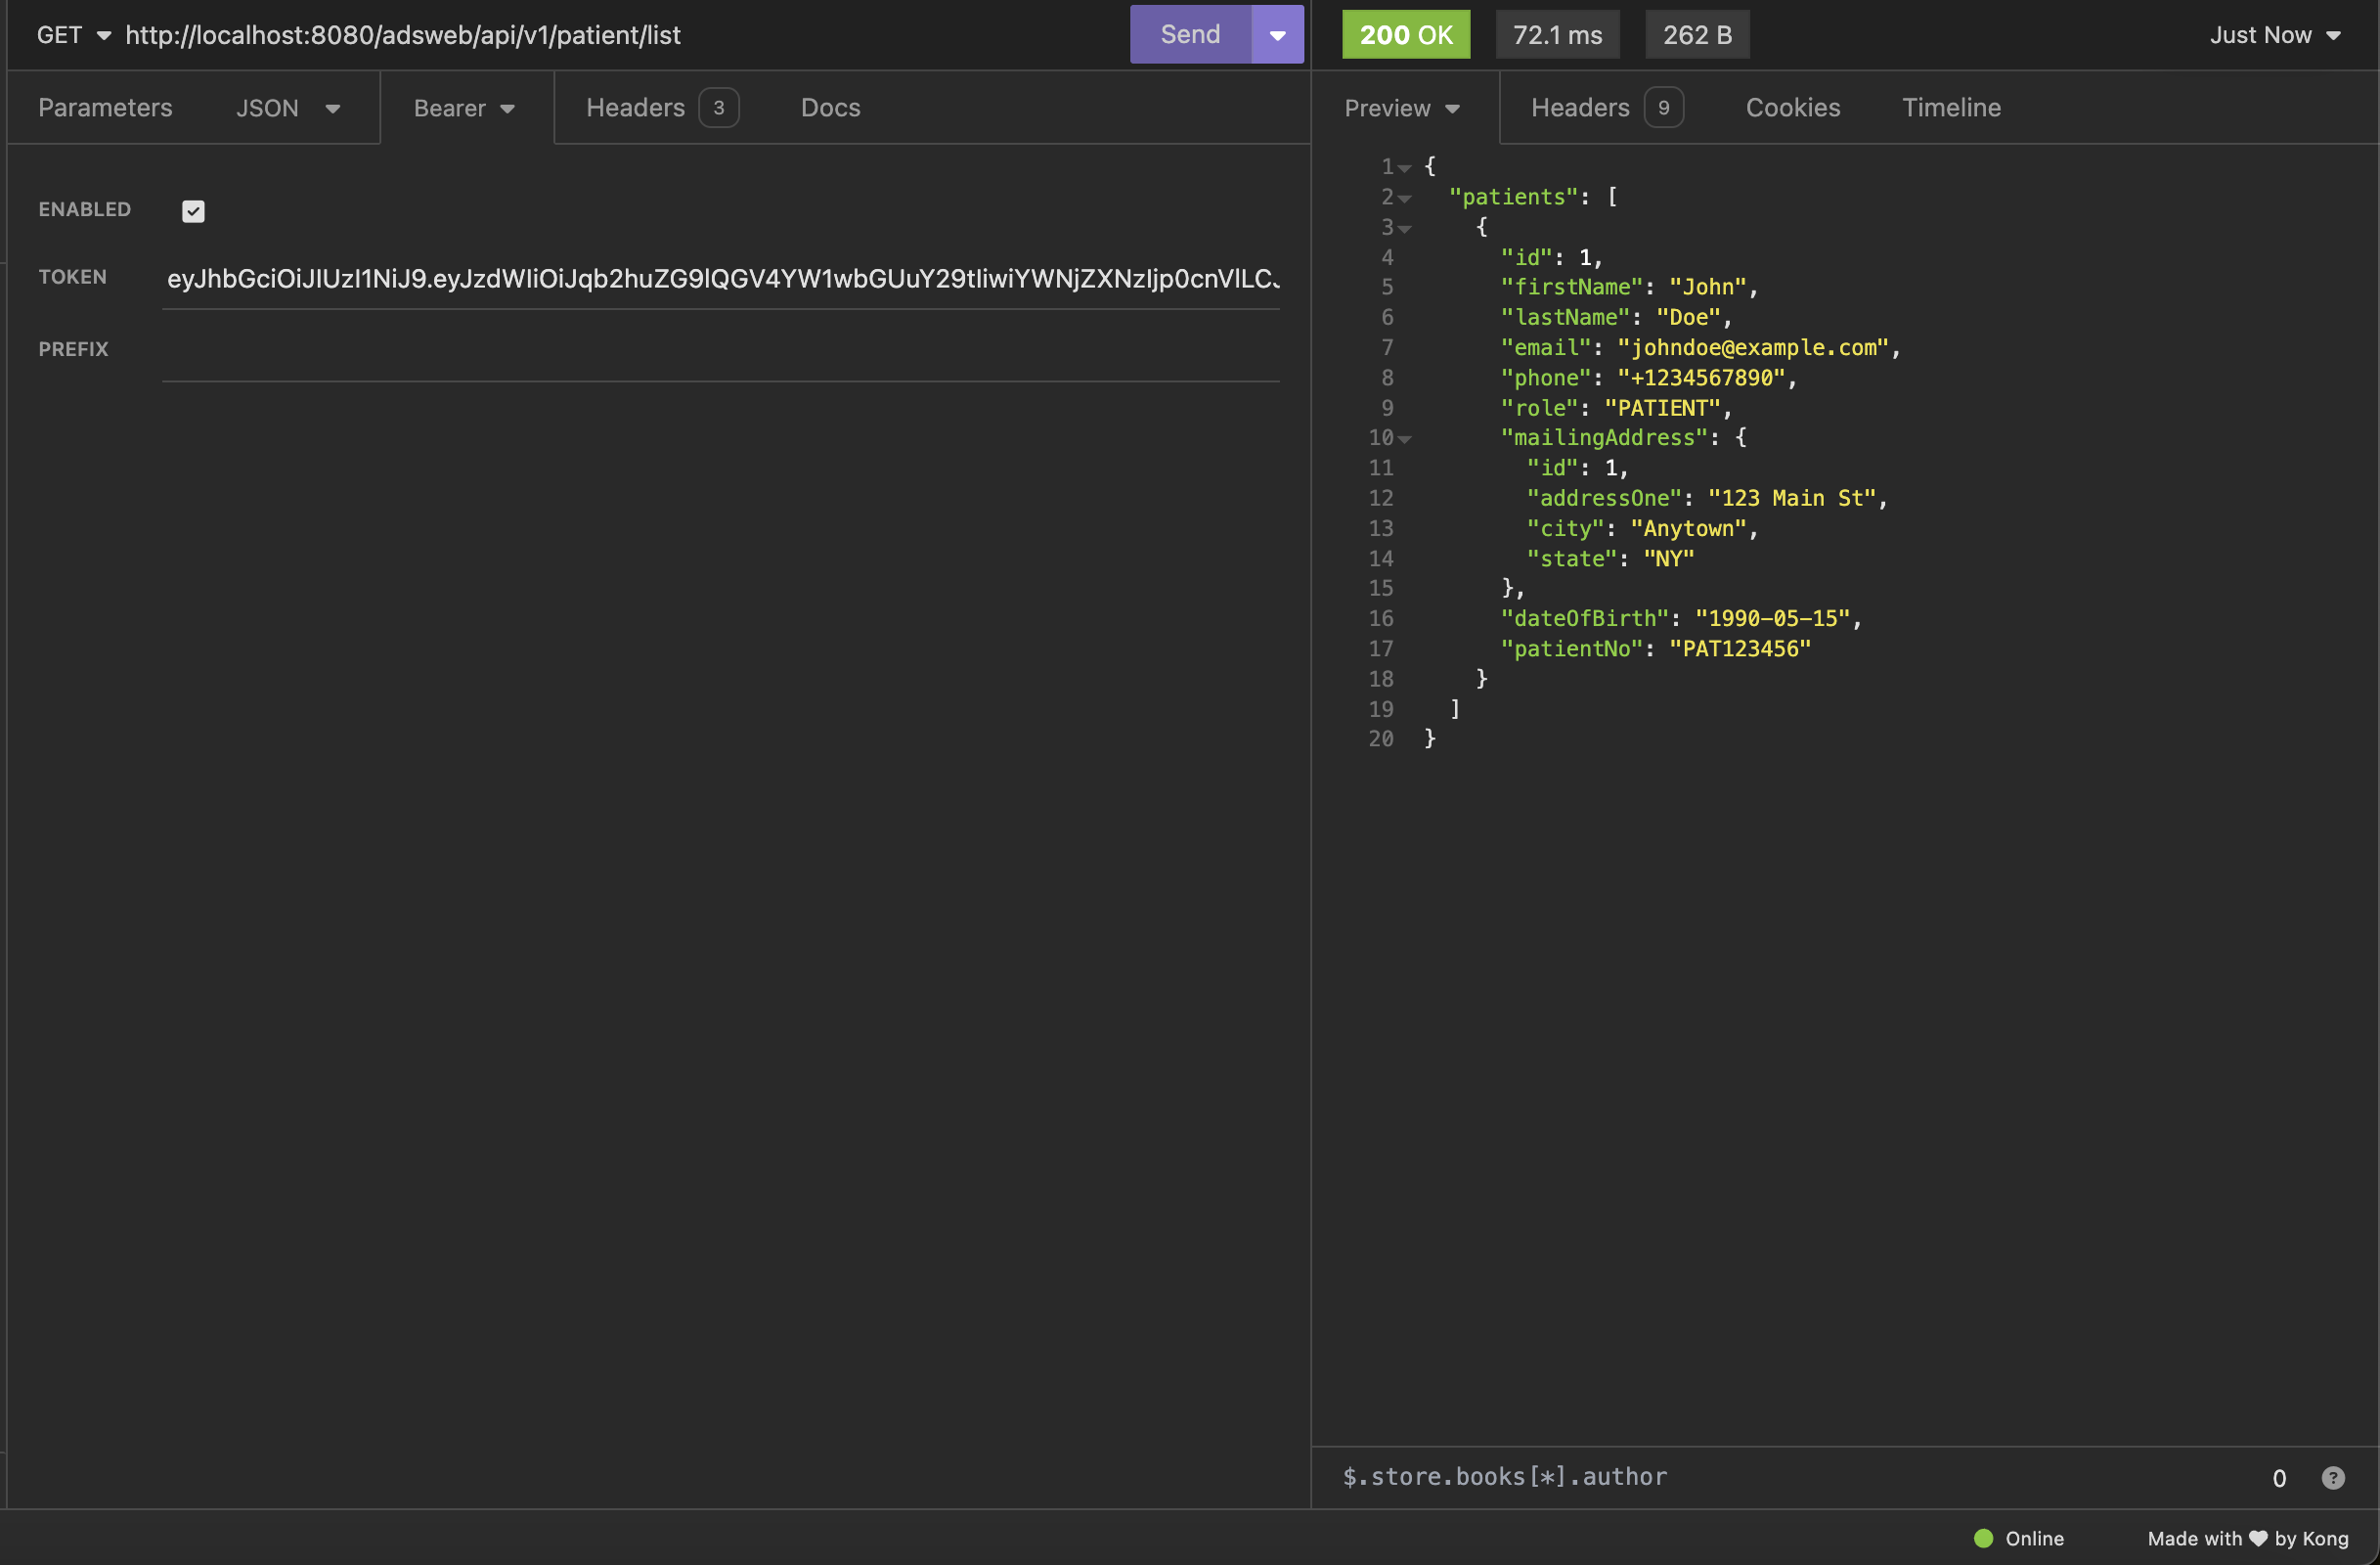 GET http://localhost:8080/adsweb/api/v1/patient/list Send
Parameters JSON Bearer Headers 3 Docs
ENABLED
TOKEN eyJhbGciOiJIUzI1NiJ9.eyJzdWIiOiJqb2huZG9lQGV4YW1wbGUuY29tIiwiYWNjZXNzIjp0cnVlLCJ
PREFIX
200 OK 72.1 ms 262 B Just Now
Preview Headers 9 Cookies Timeline
1 {
2 "patients": [
3 {
4 "id": 1,
5 "firstName": "John",
6 "lastName": "Doe",
7 "email": "johndoe@example.com",
8 "phone": "+1234567890",
9 "role": "PATIENT",
10 "mailingAddress": {
11 "id": 1,
12 "addressOne": "123 Main St",
13 "city": "Anytown",
14 "state": "NY"
15 },
16 "dateOfBirth": "1990-05-15",
17 "patientNo": "PAT123456"
18 }
19 ]
20 }
$.store.books[*].author 0 ?
Online Made with ♥ by Kong